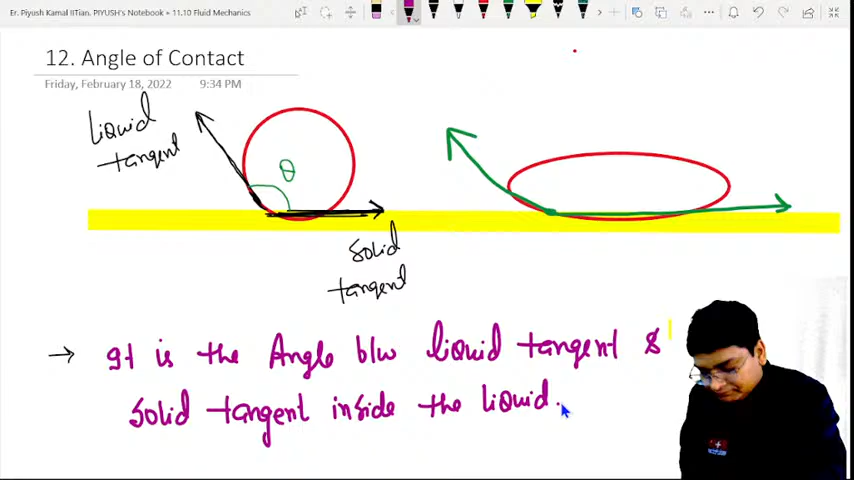 Er. Piyush Kamal IITian. PIYUSH's Notebook » 11.10 Fluid Mechanics
12. Angle of Contact
Friday, February 18, 2022 9:34 PM
liquid
tangent
θ
solid
tangent
→ It is the Angle b/w liquid tangent &
solid tangent inside the liquid.